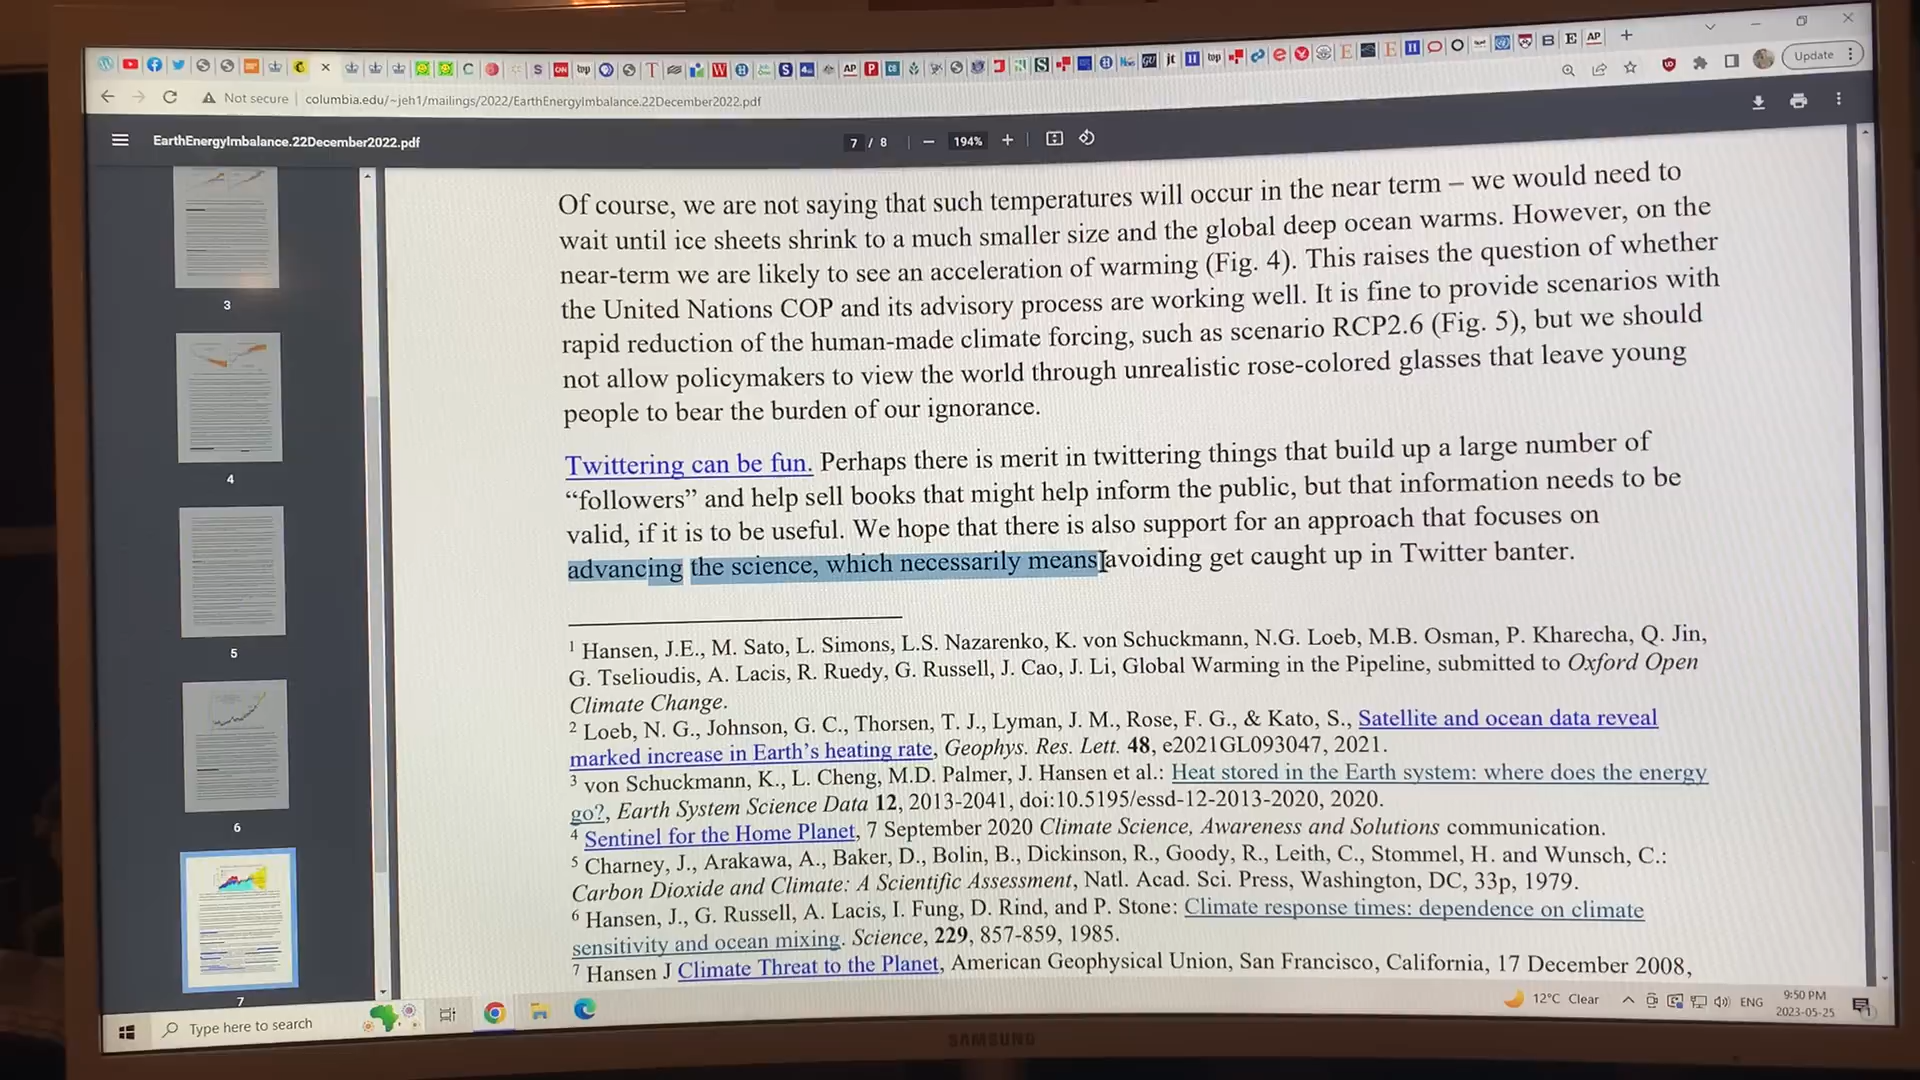 Update
Not secure | columbia.edu/~jeh1/mailings/2022/EarthEnergyImbalance.22December2022.pdf
EarthEnergyImbalance.22December2022.pdf
7 / 8
194%
3
4
5
6
7
Of course, we are not saying that such temperatures will occur in the near term – we would need to
wait until ice sheets shrink to a much smaller size and the global deep ocean warms. However, on the
near-term we are likely to see an acceleration of warming (Fig. 4). This raises the question of whether
the United Nations COP and its advisory process are working well. It is fine to provide scenarios with
rapid reduction of the human-made climate forcing, such as scenario RCP2.6 (Fig. 5), but we should
not allow policymakers to view the world through unrealistic rose-colored glasses that leave young
people to bear the burden of our ignorance.
Twittering can be fun. Perhaps there is merit in twittering things that build up a large number of
“followers” and help sell books that might help inform the public, but that information needs to be
valid, if it is to be useful. We hope that there is also support for an approach that focuses on
advancing the science, which necessarily means avoiding get caught up in Twitter banter.
1 Hansen, J.E., M. Sato, L. Simons, L.S. Nazarenko, K. von Schuckmann, N.G. Loeb, M.B. Osman, P. Kharecha, Q. Jin,
G. Tselioudis, A. Lacis, R. Ruedy, G. Russell, J. Cao, J. Li, Global Warming in the Pipeline, submitted to Oxford Open
Climate Change.
2 Loeb, N. G., Johnson, G. C., Thorsen, T. J., Lyman, J. M., Rose, F. G., & Kato, S., Satellite and ocean data reveal
marked increase in Earth’s heating rate, Geophys. Res. Lett. 48, e2021GL093047, 2021.
3 von Schuckmann, K., L. Cheng, M.D. Palmer, J. Hansen et al.: Heat stored in the Earth system: where does the energy
go?, Earth System Science Data 12, 2013-2041, doi:10.5195/essd-12-2013-2020, 2020.
4 Sentinel for the Home Planet, 7 September 2020 Climate Science, Awareness and Solutions communication.
5 Charney, J., Arakawa, A., Baker, D., Bolin, B., Dickinson, R., Goody, R., Leith, C., Stommel, H. and Wunsch, C.:
Carbon Dioxide and Climate: A Scientific Assessment, Natl. Acad. Sci. Press, Washington, DC, 33p, 1979.
6 Hansen, J., G. Russell, A. Lacis, I. Fung, D. Rind, and P. Stone: Climate response times: dependence on climate
sensitivity and ocean mixing. Science, 229, 857-859, 1985.
7 Hansen J Climate Threat to the Planet, American Geophysical Union, San Francisco, California, 17 December 2008,
Type here to search
12°C Clear
ENG
9:50 PM
2023-05-25
SAMSUNG